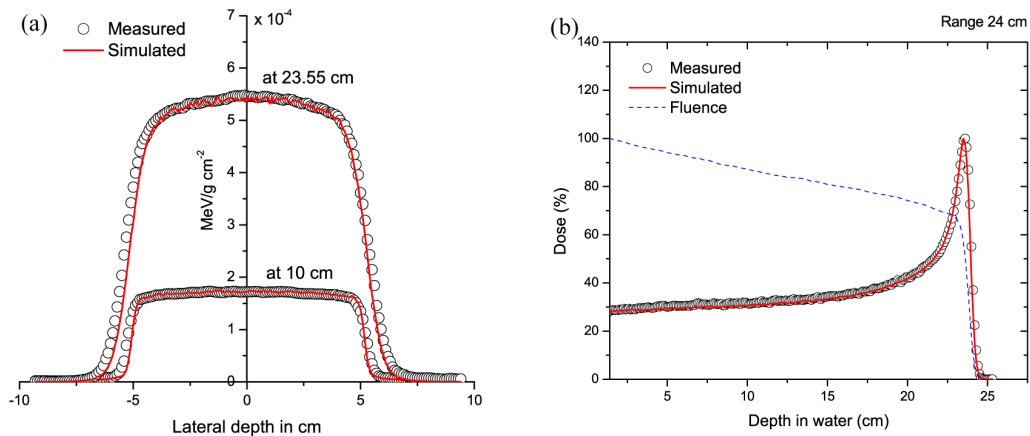 (a)
Measured
Simulated
x 10⁻⁴
7
6
5
4
3
2
1
0
MeV/g cm⁻²
at 23.55 cm
at 10 cm
-10
-5
0
5
10
Lateral depth in cm
(b)
Range 24 cm
Measured
Simulated
Fluence
140
120
100
80
60
40
20
0
Dose (%)
5
10
15
20
25
Depth in water (cm)